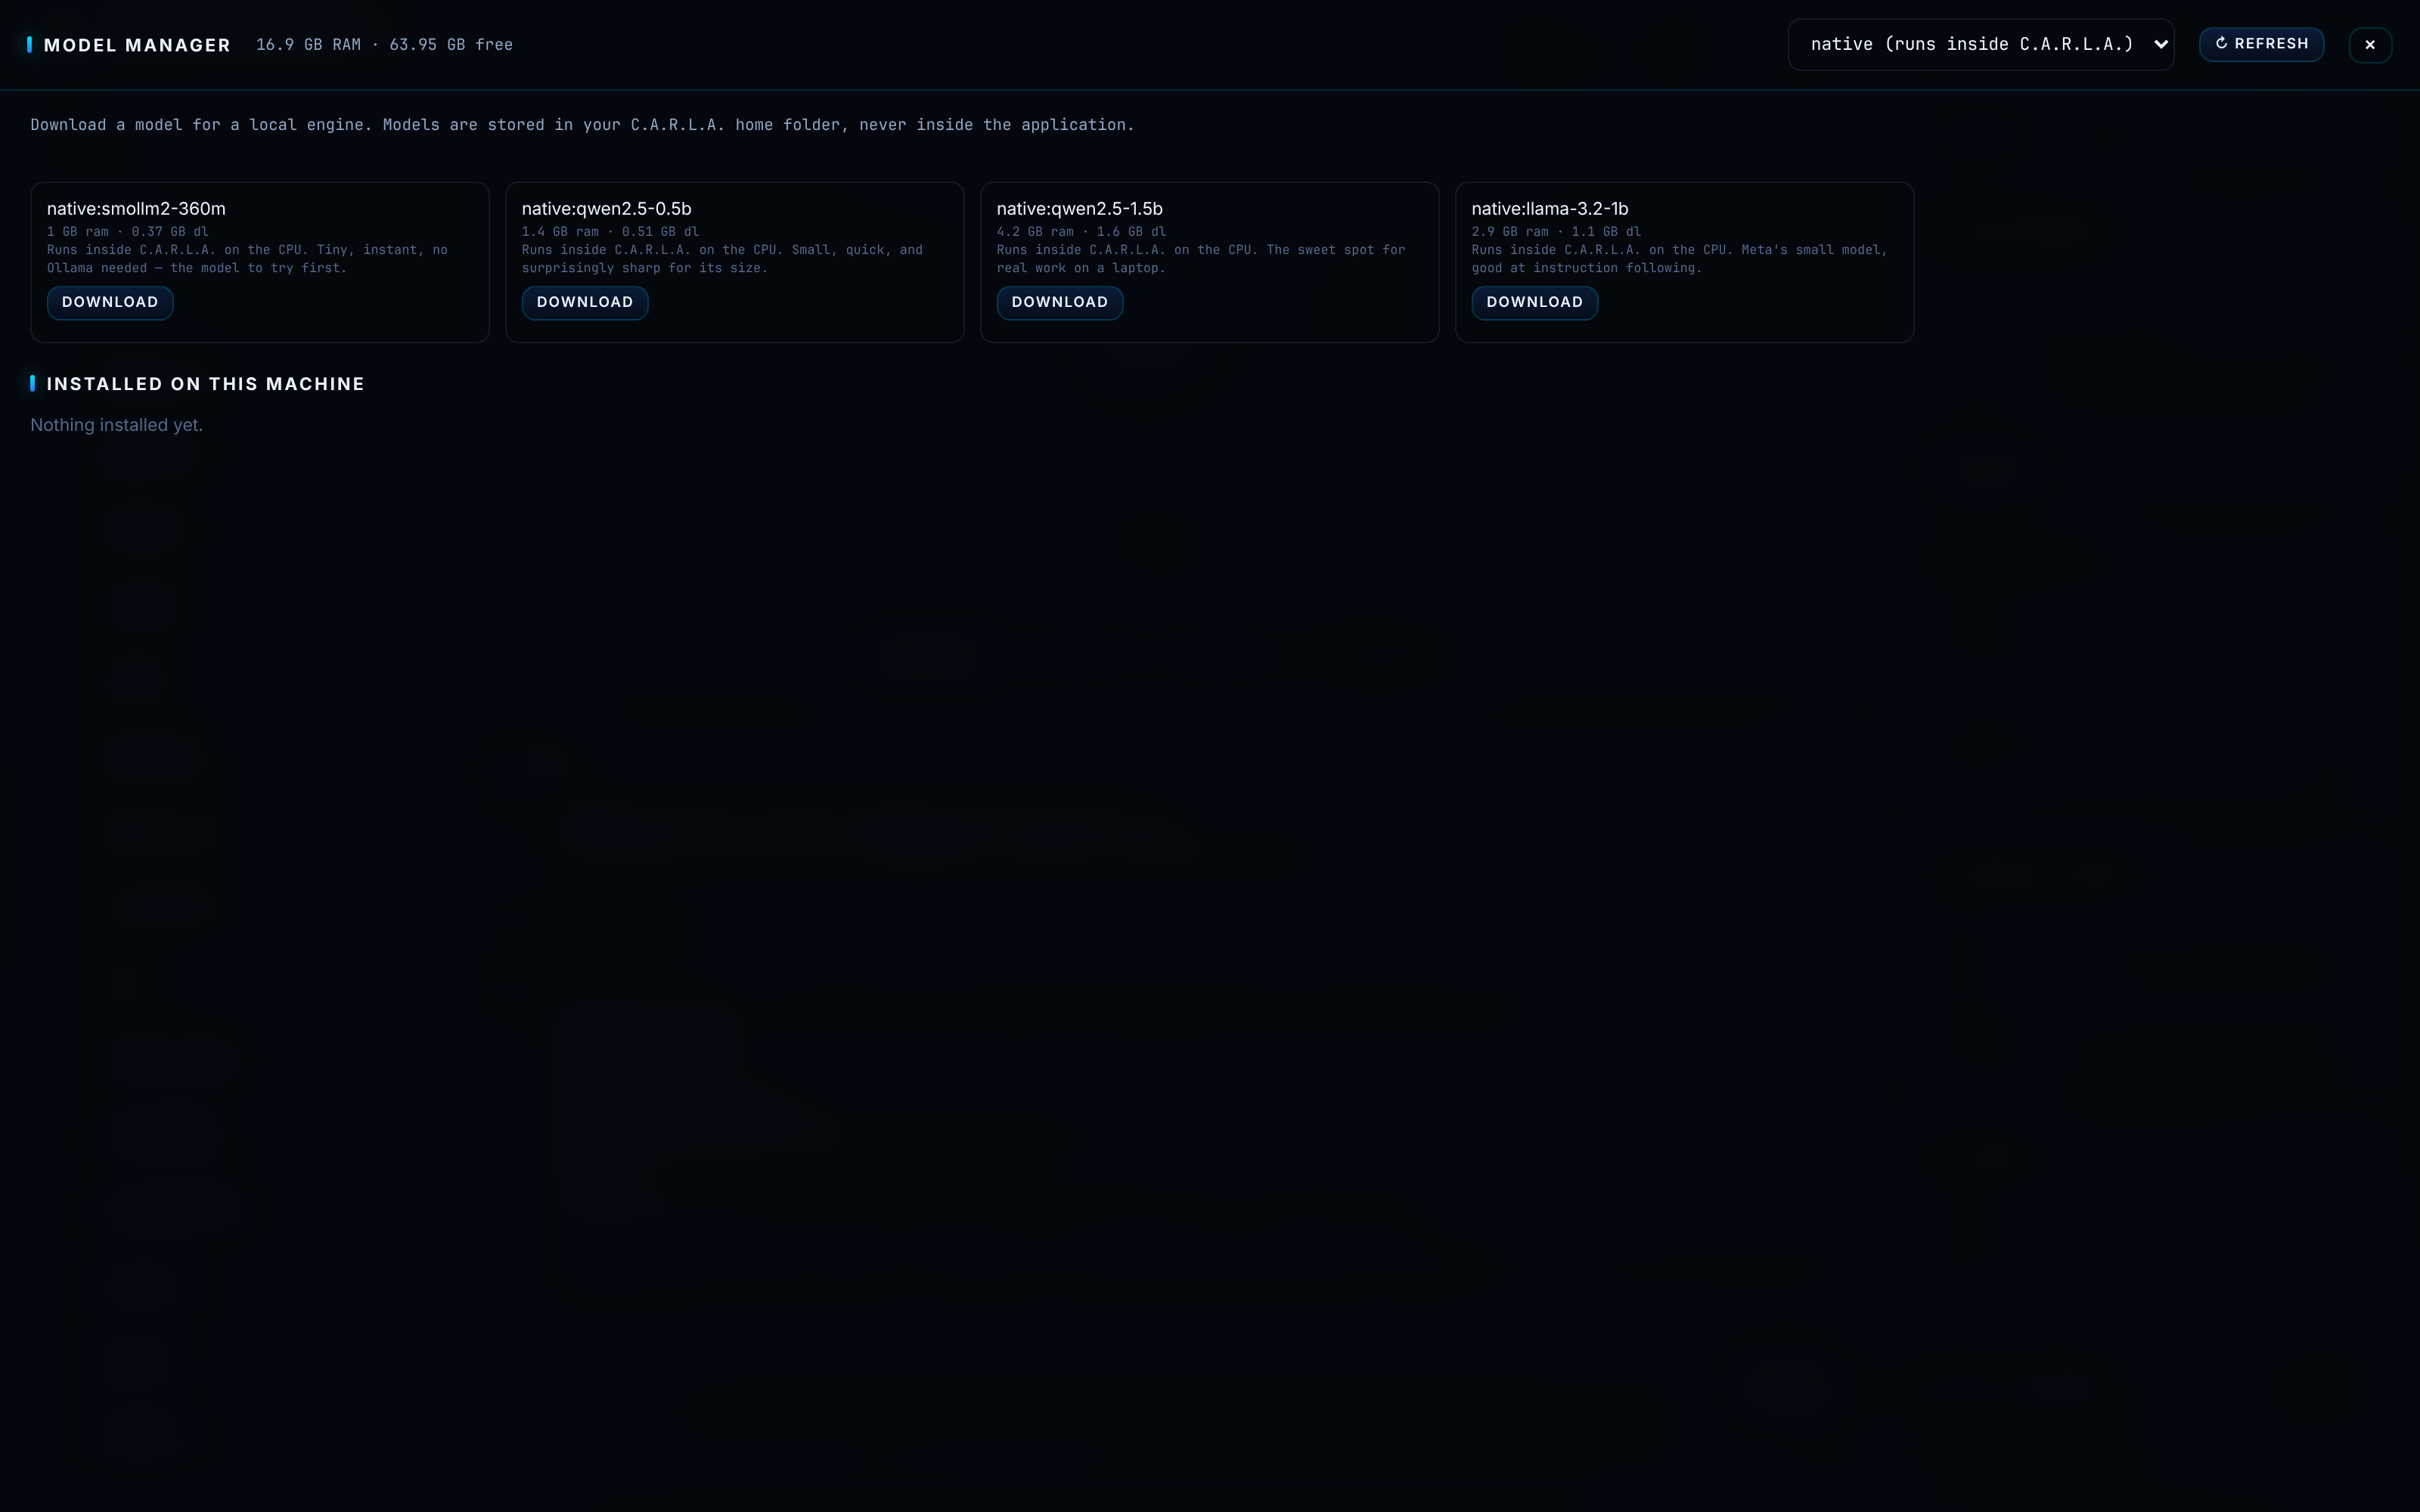 MODEL MANAGER 16.9 GB RAM · 63.95 GB free native (runs inside C.A.R.L.A.) ↻ REFRESH ×
Download a model for a local engine. Models are stored in your C.A.R.L.A. home folder, never inside the application.
native:smollm2-360m
1 GB ram · 0.37 GB dl
Runs inside C.A.R.L.A. on the CPU. Tiny, instant, no
Ollama needed — the model to try first.
DOWNLOAD
native:qwen2.5-0.5b
1.4 GB ram · 0.51 GB dl
Runs inside C.A.R.L.A. on the CPU. Small, quick, and
surprisingly sharp for its size.
DOWNLOAD
native:qwen2.5-1.5b
4.2 GB ram · 1.6 GB dl
Runs inside C.A.R.L.A. on the CPU. The sweet spot for
real work on a laptop.
DOWNLOAD
native:llama-3.2-1b
2.9 GB ram · 1.1 GB dl
Runs inside C.A.R.L.A. on the CPU. Meta's small model,
good at instruction following.
DOWNLOAD
INSTALLED ON THIS MACHINE
Nothing installed yet.